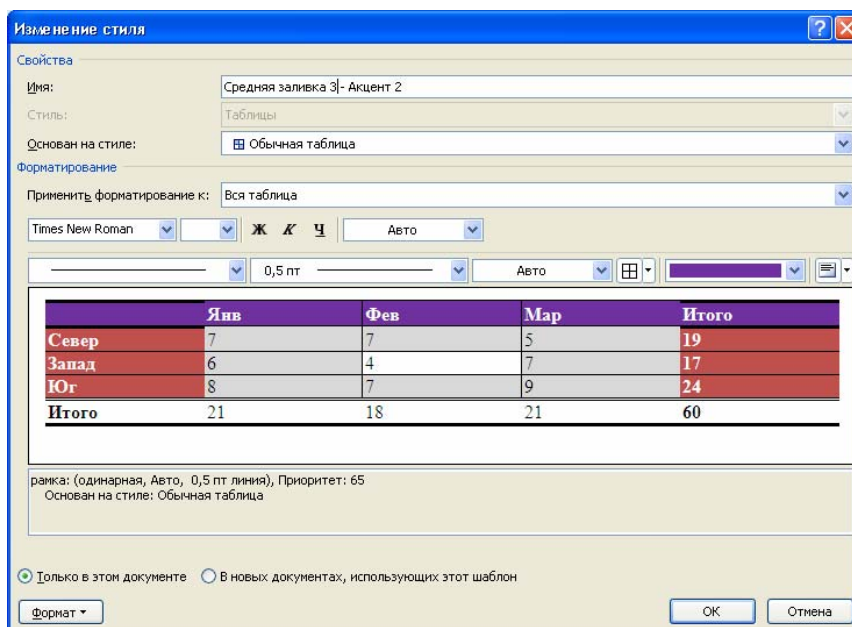 Изменение стиля
Свойства
Имя: Средняя заливка 3 - Акцент 2
Стиль: Таблицы
Основан на стиле: Обычная таблица
Форматирование
Применить форматирование к: Вся таблица
Times New Roman Ж К Ч Авто
0,5 пт Авто
Янв Фев Мар Итого
Север 7 7 5 19
Запад 6 4 7 17
Юг 8 7 9 24
Итого 21 18 21 60
рамка: (одинарная, Авто, 0,5 пт линия), Приоритет: 65
Основан на стиле: Обычная таблица
Только в этом документе В новых документах, использующих этот шаблон
Формат ОК Отмена